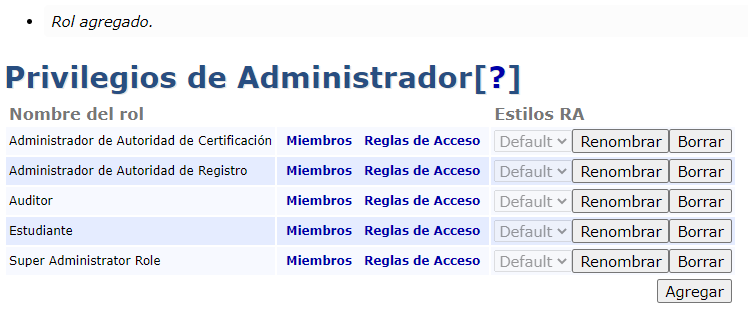 Rol agregado.
Privilegios de Administrador[?]
Nombre del rol Estilos RA
Administrador de Autoridad de Certificación Miembros Reglas de Acceso Default Renombrar Borrar
Administrador de Autoridad de Registro Miembros Reglas de Acceso Default Renombrar Borrar
Auditor Miembros Reglas de Acceso Default Renombrar Borrar
Estudiante Miembros Reglas de Acceso Default Renombrar Borrar
Super Administrator Role Miembros Reglas de Acceso Default Renombrar Borrar
Agregar